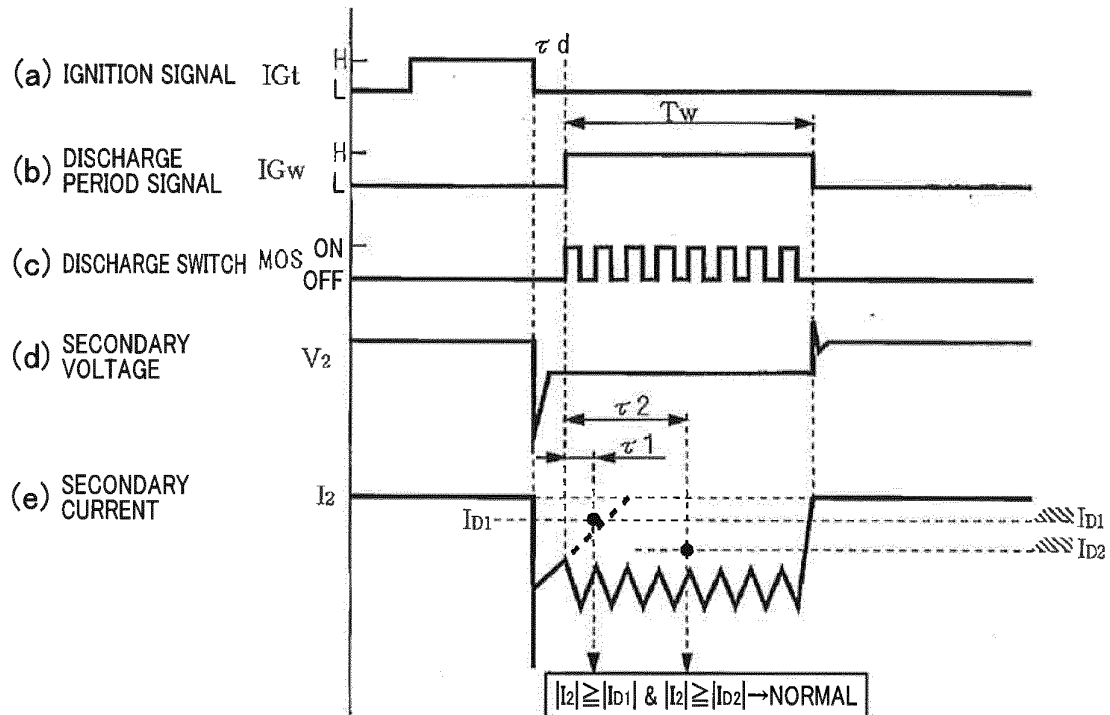 τd
(a) IGNITION SIGNAL IGt H L
Tw
(b) DISCHARGE PERIOD SIGNAL IGw H L
(c) DISCHARGE SWITCH MOS ON OFF
(d) SECONDARY VOLTAGE V2
τ2
τ1
(e) SECONDARY CURRENT I2
ID1 ID1
ID2
|I2|≧|ID1| & |I2|≧|ID2|→NORMAL